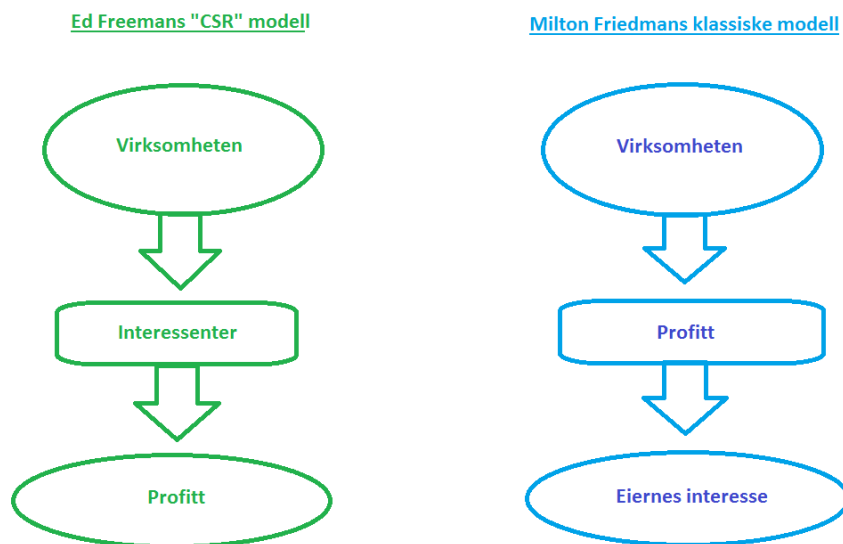 Ed Freemans "CSR" modell
Virksomheten
Interessenter
Profitt
Milton Friedmans klassiske modell
Virksomheten
Profitt
Eiernes interesse